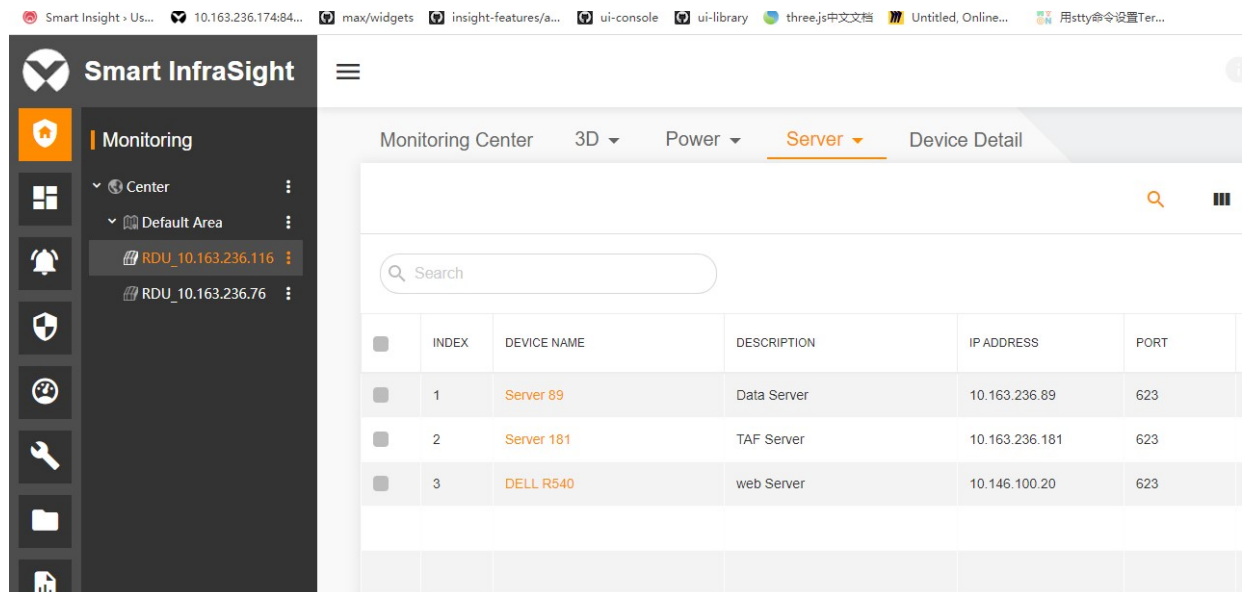 Smart Insight › Us... 10.163.236.174:84... max/widgets insight-features/a... ui-console ui-library three.js中文文档 Untitled, Online... 用stty命令设置Ter...
Smart InfraSight
Monitoring
Center
Default Area
RDU_10.163.236.116
RDU_10.163.236.76
Monitoring Center 3D Power Server Device Detail
Search
INDEX DEVICE NAME DESCRIPTION IP ADDRESS PORT
1 Server 89 Data Server 10.163.236.89 623
2 Server 181 TAF Server 10.163.236.181 623
3 DELL R540 web Server 10.146.100.20 623